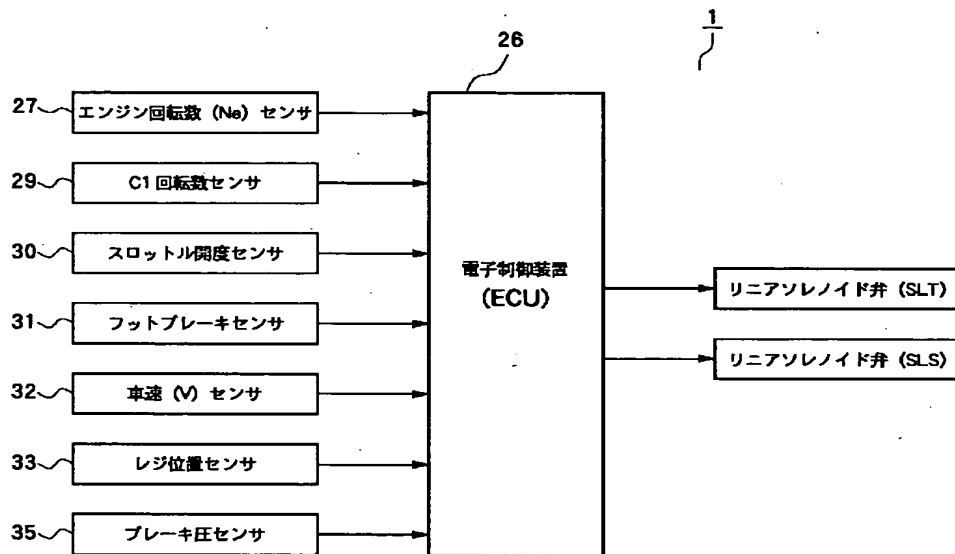 1
26
27 エンジン回転数 (Ne) センサ
29 C1 回転数センサ
30 スロットル開度センサ
31 フットブレーキセンサ
32 車速 (V) センサ
33 レジ位置センサ
35 ブレーキ圧センサ
電子制御装置
(ECU)
リニアソレノイド弁 (SLT)
リニアソレノイド弁 (SLS)